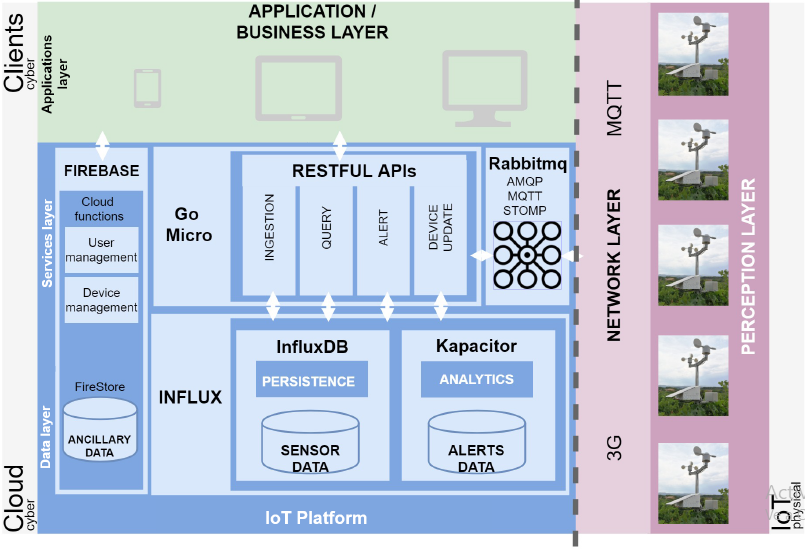 APPLICATION /
BUSINESS LAYER
Clients
cyber
Applications
layer
FIREBASE
Cloud
functions
User
management
Device
management
FireStore
ANCILLARY
DATA
Services layer
Data layer
Go
Micro
RESTFUL APIs
INGESTION
QUERY
ALERT
DEVICE
UPDATE
Rabbitmq
AMQP
MQTT
STOMP
INFLUX
InfluxDB
PERSISTENCE
SENSOR
DATA
Kapacitor
ANALYTICS
ALERTS
DATA
IoT Platform
Cloud
cyber
MQTT
NETWORK LAYER
3G
PERCEPTION LAYER
IoT
physical